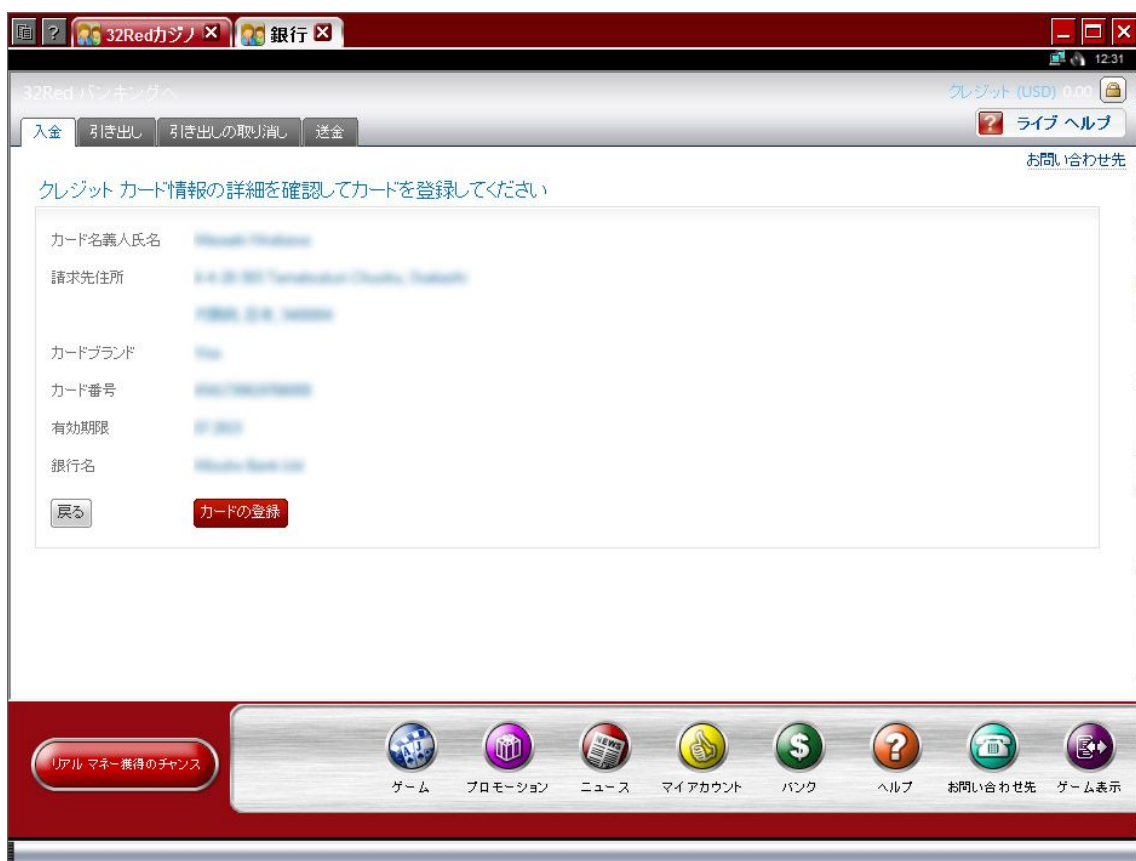 ? 32Redカジノ 銀行
12:31
32Red バンキングへ クレジット (USD) 0.00
入金 引き出し 引き出しの取り消し 送金 ? ライブ ヘルプ
お問い合わせ先
クレジット カード情報の詳細を確認してカードを登録してください
カード名義人氏名
請求先住所
カードブランド
カード番号
有効期限
銀行名
戻る カードの登録
NEWS $ ?
リアル マネー獲得のチャンス
ゲーム プロモーション ニュース マイアカウント バンク ヘルプ お問い合わせ先 ゲーム表示